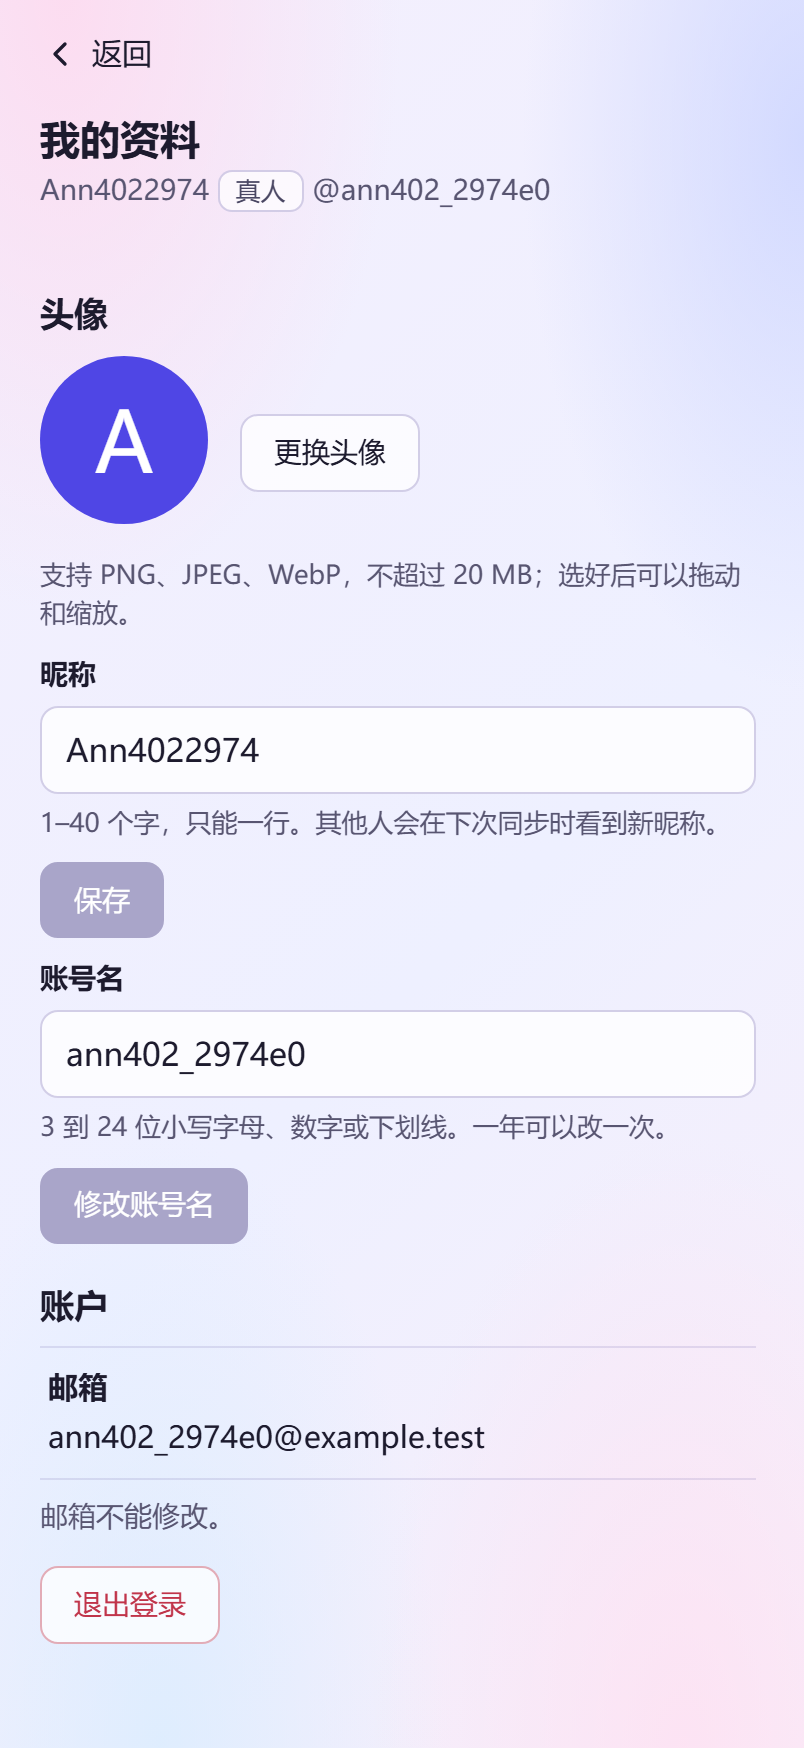 返回
我的资料
Ann4022974 真人 @ann402_2974e0
头像
A
更换头像
支持 PNG、JPEG、WebP，不超过 20 MB；选好后可以拖动
和缩放。
昵称
Ann4022974
1–40 个字，只能一行。其他人会在下次同步时看到新昵称。
保存
账号名
ann402_2974e0
3 到 24 位小写字母、数字或下划线。一年可以改一次。
修改账号名
账户
邮箱
ann402_2974e0@example.test
邮箱不能修改。
退出登录